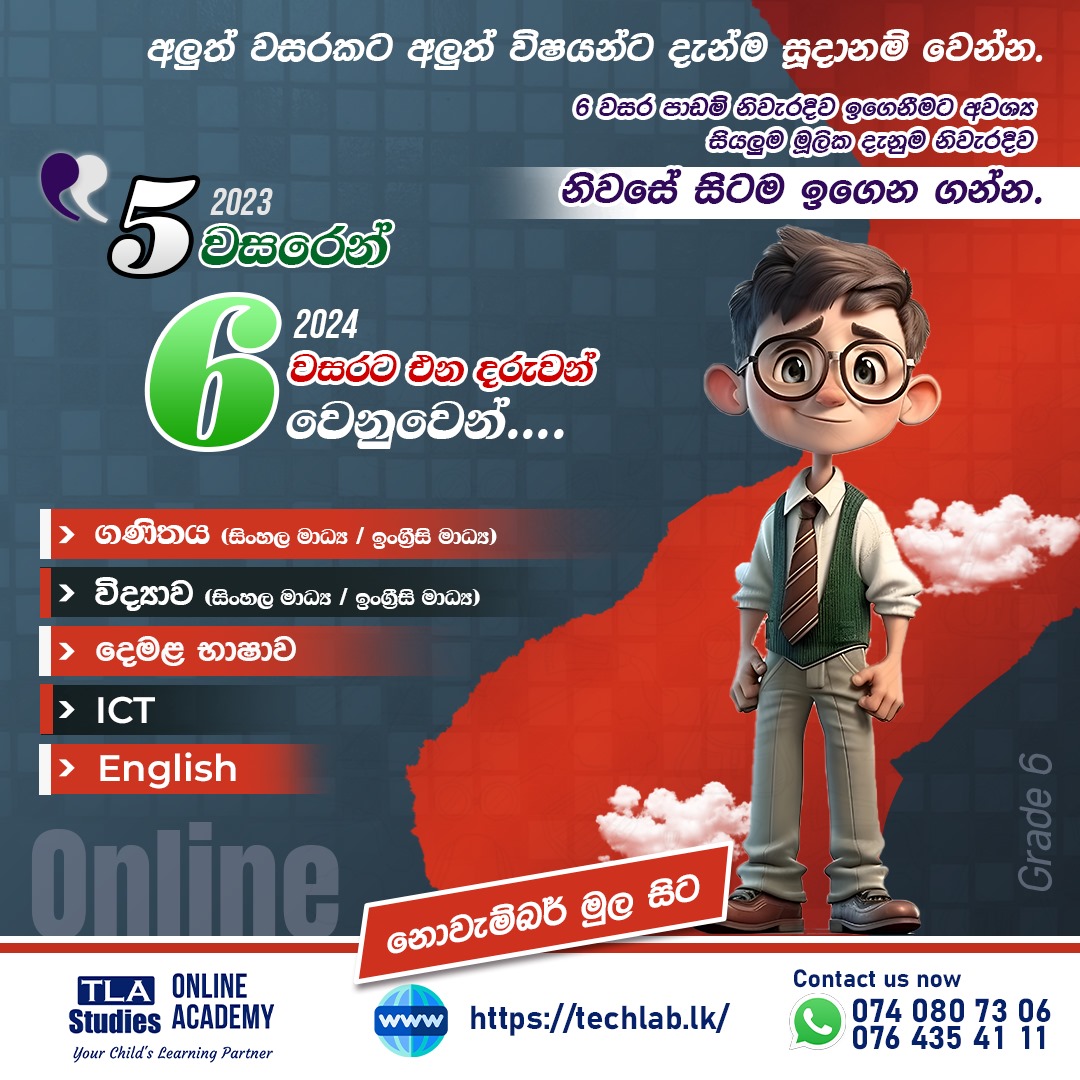 අලුත් වසරකට අලුත් විෂයන්ට දැන්ම සූදානම් වෙන්න.
6 වසර පාඩම් නිවැරදිව ඉගෙනීමට අවශ්‍ය
සියලුම මූලික දැනුම නිවැරදිව
නිවසේ සිටම ඉගෙන ගන්න.
2023
5 වසරෙන්
2024
6 වසරට එන දරුවන්
වෙනුවෙන්....
> ගණිතය (සිංහල මාධ්‍ය / ඉංග්‍රීසි මාධ්‍ය)
> විද්‍යාව (සිංහල මාධ්‍ය / ඉංග්‍රීසි මාධ්‍ය)
> දෙමළ භාෂාව
> ICT
> English
Grade 6
Online
නොවැම්බර් මුල සිට
TLA Studies
ONLINE ACADEMY
Your Child's Learning Partner
www
https://techlab.lk/
Contact us now
074 080 73 06
076 435 41 11